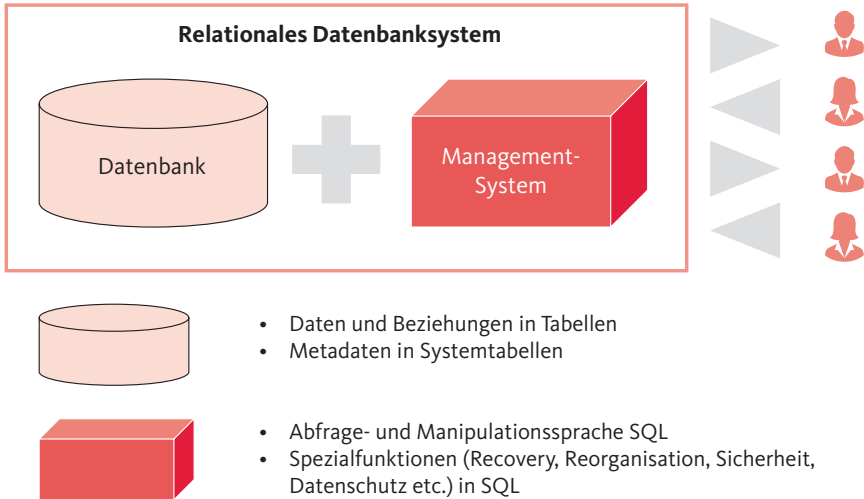 Relationales Datenbanksystem
Datenbank
Management-
System
• Daten und Beziehungen in Tabellen
• Metadaten in Systemtabellen
• Abfrage- und Manipulationssprache SQL
• Spezialfunktionen (Recovery, Reorganisation, Sicherheit,
Datenschutz etc.) in SQL